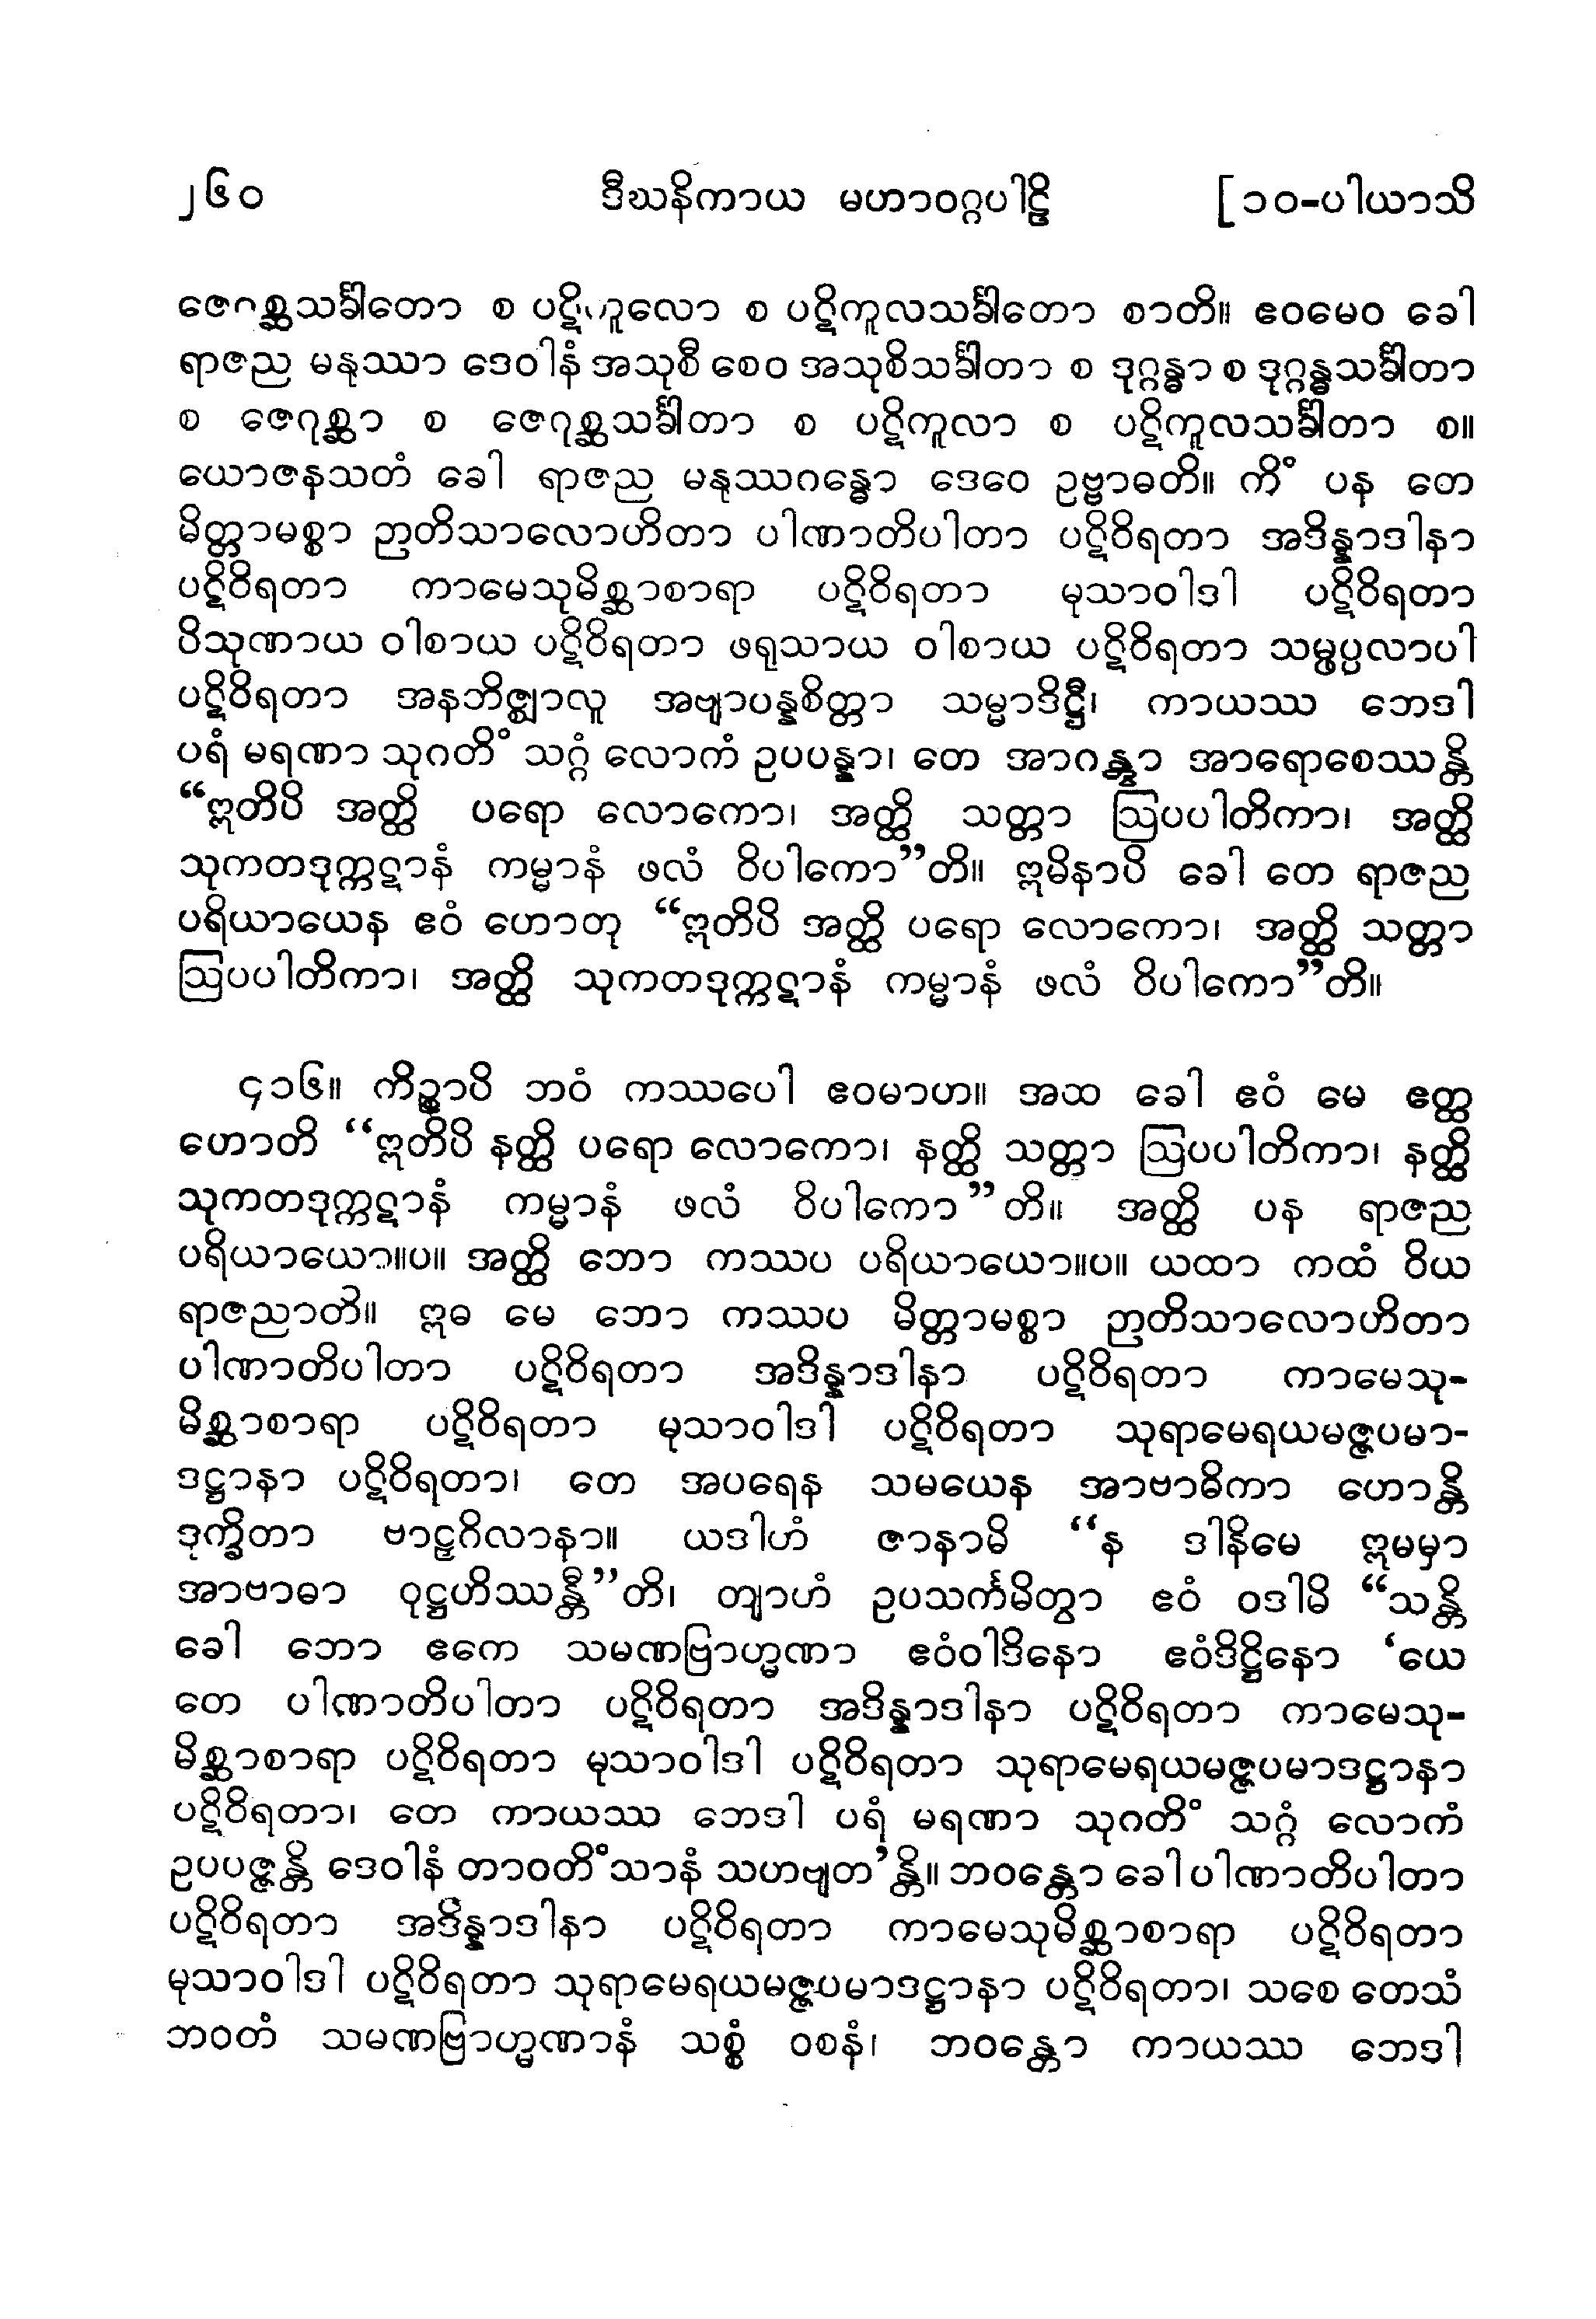 ၂၆၀ ဒီဃနိကာယ မဟာဝဂ္ဂပါဠိ [၁၀-ပါယာသိ
ဇေဂုစ္ဆသင်္ခါတော စ ပဋိကူလော စ ပဋိကူလသင်္ခါတော စာတိ။ ဧဝမေဝ ခေါ
ရာဇည မနုဿာ ဒေဝါနံ အသုစီ စေဝ အသုစိသင်္ခါတာ စ ဒုဂ္ဂန္ဓာ စ ဒုဂ္ဂန္ဓသင်္ခါတာ
စ ဇေဂုစ္ဆာ စ ဇေဂုစ္ဆသင်္ခါတာ စ ပဋိကူလာ စ ပဋိကူလသင်္ခါတာ စ။
ယောဇနသတံ ခေါ ရာဇည မနုဿဂန္ဓော ဒေဝေ ဥဗ္ဗာဓတိ။ ကိံ ပန တေ
မိတ္တာမစ္စာ ဉာတိသာလောဟိတာ ပါဏာတိပါတာ ပဋိဝိရတာ အဒိန္နာဒါနာ
ပဋိဝိရတာ ကာမေသုမိစ္ဆာစာရာ ပဋိဝိရတာ မုသာဝါဒါ ပဋိဝိရတာ
ပိသုဏာယ ဝါစာယ ပဋိဝိရတာ ဖရုသာယ ဝါစာယ ပဋိဝိရတာ သမ္ဖပ္ပလာပါ
ပဋိဝိရတာ အနဘိဇ္ဈာလူ အဗျာပန္နစိတ္တာ သမ္မာဒိဋ္ဌီ၊ ကာယဿ ဘေဒါ
ပရံ မရဏာ သုဂတိံ သဂ္ဂံ လောကံ ဥပပန္နာ၊ တေ အာဂန္တွာ အာရောစေဿန္တိ
“ဣတိပိ အတ္ထိ ပရော လောကော၊ အတ္ထိ သတ္တာ ဩပပါတိကာ၊ အတ္ထိ
သုကတဒုက္ကဋာနံ ကမ္မာနံ ဖလံ ဝိပါကော”တိ။ ဣမိနာပိ ခေါ တေ ရာဇည
ပရိယာယေန ဧဝံ ဟောတု “ဣတိပိ အတ္ထိ ပရော လောကော၊ အတ္ထိ သတ္တာ
ဩပပါတိကာ၊ အတ္ထိ သုကတဒုက္ကဋာနံ ကမ္မာနံ ဖလံ ဝိပါကော”တိ။
၄၁၆။ ကိဉ္စာပိ ဘဝံ ကဿပေါ ဧဝမာဟ။ အထ ခေါ ဧဝံ မေ ဧတ္ထ
ဟောတိ “ဣတိပိ နတ္ထိ ပရော လောကော၊ နတ္ထိ သတ္တာ ဩပပါတိကာ၊ နတ္ထိ
သုကတဒုက္ကဋာနံ ကမ္မာနံ ဖလံ ဝိပါကော”တိ။ အတ္ထိ ပန ရာဇည
ပရိယာယော။ပ။ အတ္ထိ ဘော ကဿပ ပရိယာယော။ပ။ ယထာ ကထံ ဝိယ
ရာဇညာတိ။ ဣဓ မေ ဘော ကဿပ မိတ္တာမစ္စာ ဉာတိသာလောဟိတာ
ပါဏာတိပါတာ ပဋိဝိရတာ အဒိန္နာဒါနာ ပဋိဝိရတာ ကာမေသု-
မိစ္ဆာစာရာ ပဋိဝိရတာ မုသာဝါဒါ ပဋိဝိရတာ သုရာမေရယမဇ္ဇပမာ-
ဒဋ္ဌာနာ ပဋိဝိရတာ၊ တေ အပရေန သမယေန အာဗာဓိကာ ဟောန္တိ
ဒုက္ခိတာ ဗာဠှဂိလာနာ။ ယဒါဟံ ဇာနာမိ “န ဒါနိမေ ဣမမှာ
အာဗာဓာ ဝုဋ္ဌဟိဿန္တီ”တိ၊ တျာဟံ ဥပသင်္ကမိတွာ ဧဝံ ဝဒါမိ “သန္တိ
ခေါ ဘော ဧကေ သမဏဗြာဟ္မဏာ ဧဝံဝါဒိနော ဧဝံဒိဋ္ဌိနော ‘ယေ
တေ ပါဏာတိပါတာ ပဋိဝိရတာ အဒိန္နာဒါနာ ပဋိဝိရတာ ကာမေသု-
မိစ္ဆာစာရာ ပဋိဝိရတာ မုသာဝါဒါ ပဋိဝိရတာ သုရာမေရယမဇ္ဇပမာဒဋ္ဌာနာ
ပဋိဝိရတာ၊ တေ ကာယဿ ဘေဒါ ပရံ မရဏာ သုဂတိံ သဂ္ဂံ လောကံ
ဥပပဇ္ဇန္တိ ဒေဝါနံ တာဝတိံသာနံ သဟဗျတ’န္တိ။ ဘဝန္တော ခေါ ပါဏာတိပါတာ
ပဋိဝိရတာ အဒိန္နာဒါနာ ပဋိဝိရတာ ကာမေသုမိစ္ဆာစာရာ ပဋိဝိရတာ
မုသာဝါဒါ ပဋိဝိရတာ သုရာမေရယမဇ္ဇပမာဒဋ္ဌာနာ ပဋိဝိရတာ၊ သစေ တေသံ
ဘဝတံ သမဏဗြာဟ္မဏာနံ သစ္စံ ဝစနံ၊ ဘဝန္တော ကာယဿ ဘေဒါ